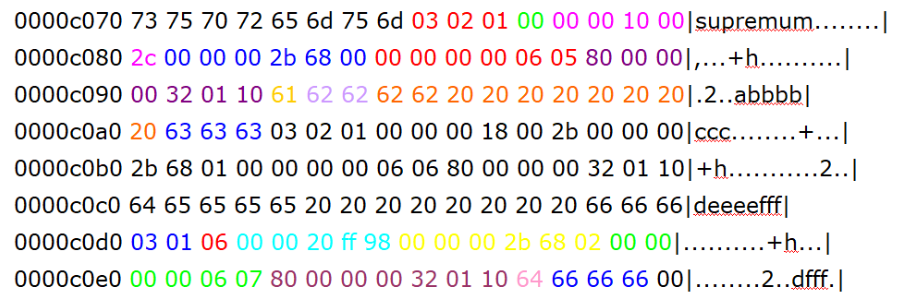 0000c070 73 75 70 72 65 6d 75 6d 03 02 01 00 00 00 10 00|supremum........|
0000c080 2c 00 00 00 2b 68 00 00 00 00 00 06 05 80 00 00|,...+h..........|
0000c090 00 32 01 10 61 62 62 62 62 20 20 20 20 20 20 20|.2..abbbb|
0000c0a0 20 63 63 63 03 02 01 00 00 00 18 00 2b 00 00 00|ccc........+...|
0000c0b0 2b 68 01 00 00 00 00 06 06 80 00 00 00 32 01 10|+h...........2..|
0000c0c0 64 65 65 65 65 20 20 20 20 20 20 20 20 66 66 66|deeeefff|
0000c0d0 03 01 06 00 00 20 ff 98 00 00 00 2b 68 02 00 00|..........+h...|
0000c0e0 00 00 06 07 80 00 00 00 32 01 10 64 66 66 66 00|........2..dfff.|